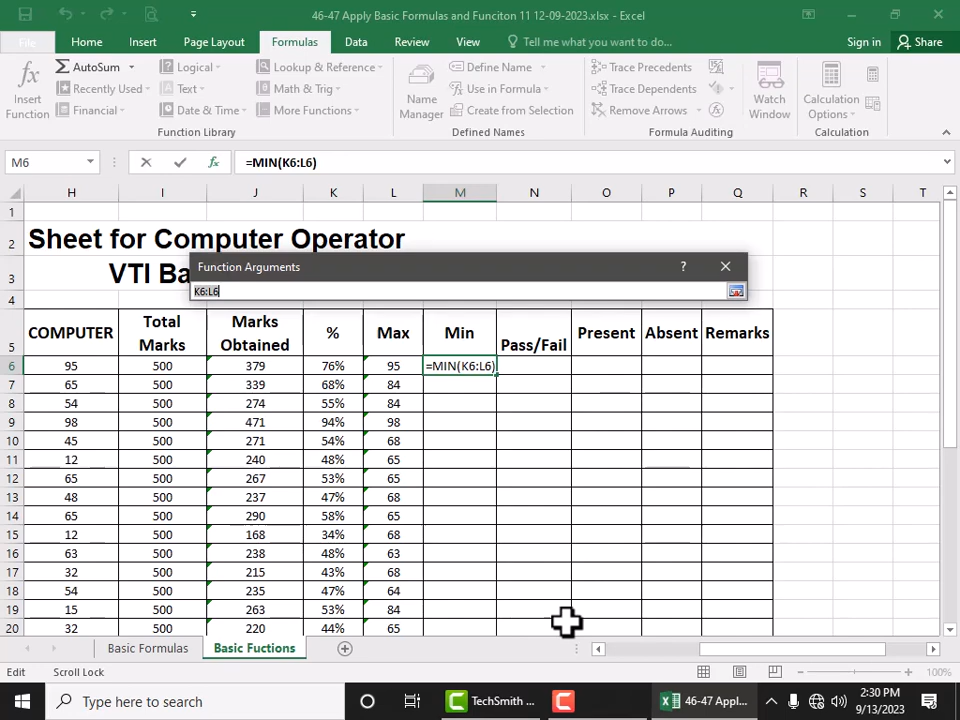 46-47 Apply Basic Formulas and Funciton 11 12-09-2023.xlsx - Excel
File Home Insert Page Layout Formulas Data Review View Tell me what you want to do... Sign in Share
Insert Function
AutoSum
Recently Used
Financial
Logical
Text
Date & Time
Lookup & Reference
Math & Trig
More Functions
Function Library
Name Manager
Define Name
Use in Formula
Create from Selection
Defined Names
Trace Precedents
Trace Dependents
Remove Arrows
Formula Auditing
Watch Window
Calculation Options
Calculation
M6 fx =MIN(K6:L6)
H I J K L M N O P Q R S T
1
2 Sheet for Computer Operator
Function Arguments ?
3 VTI Ba
K6:L6
4
5 COMPUTER Total Marks Marks Obtained % Max Min Pass/Fail Present Absent Remarks
6 95 500 379 76% 95 =MIN(K6:L6)
7 65 500 339 68% 84
8 54 500 274 55% 84
9 98 500 471 94% 98
10 45 500 271 54% 68
11 12 500 240 48% 65
12 65 500 267 53% 65
13 48 500 237 47% 68
14 65 500 290 58% 65
15 12 500 168 34% 68
16 63 500 238 48% 63
17 32 500 215 43% 68
18 54 500 235 47% 64
19 15 500 263 53% 84
20 32 500 220 44% 65
Basic Formulas Basic Fuctions
Edit Scroll Lock 100%
Type here to search TechSmith ... 46-47 Appl... 2:30 PM
9/13/2023